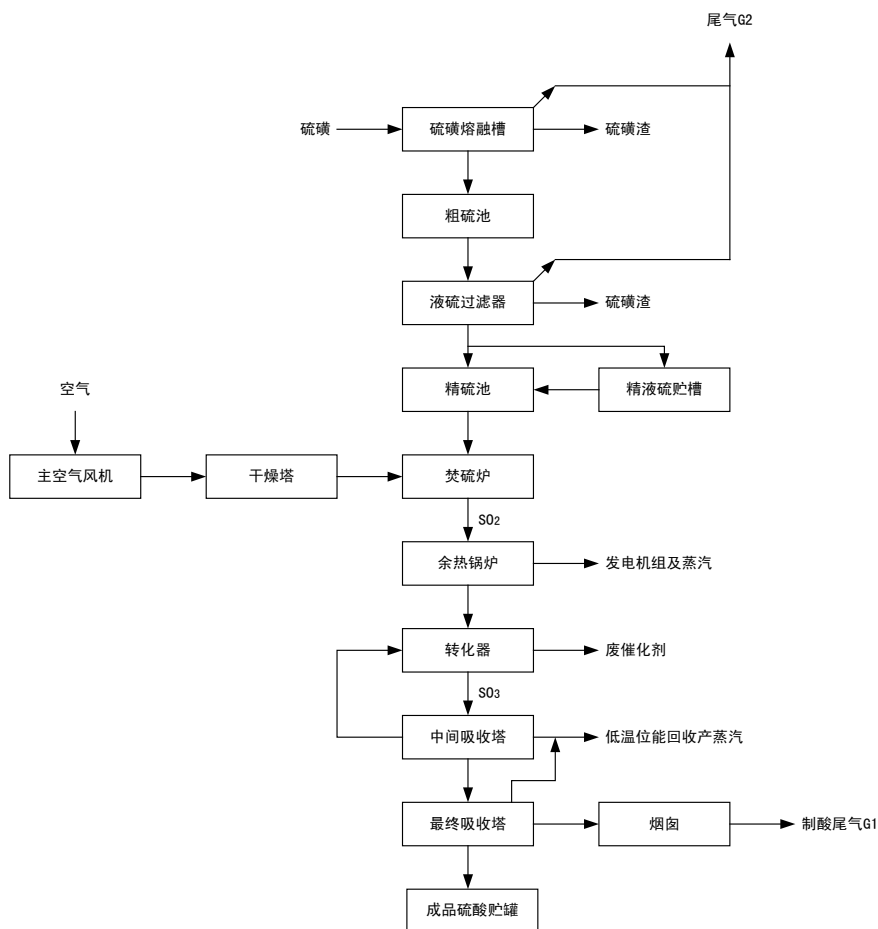 尾气G2
硫磺
硫磺熔融槽
硫磺渣
粗硫池
液硫过滤器
硫磺渣
空气
精硫池
精液硫贮槽
主空气风机
干燥塔
焚硫炉
SO2
余热锅炉
发电机组及蒸汽
转化器
废催化剂
SO3
中间吸收塔
低温位能回收产蒸汽
最终吸收塔
烟囱
制酸尾气G1
成品硫酸贮罐